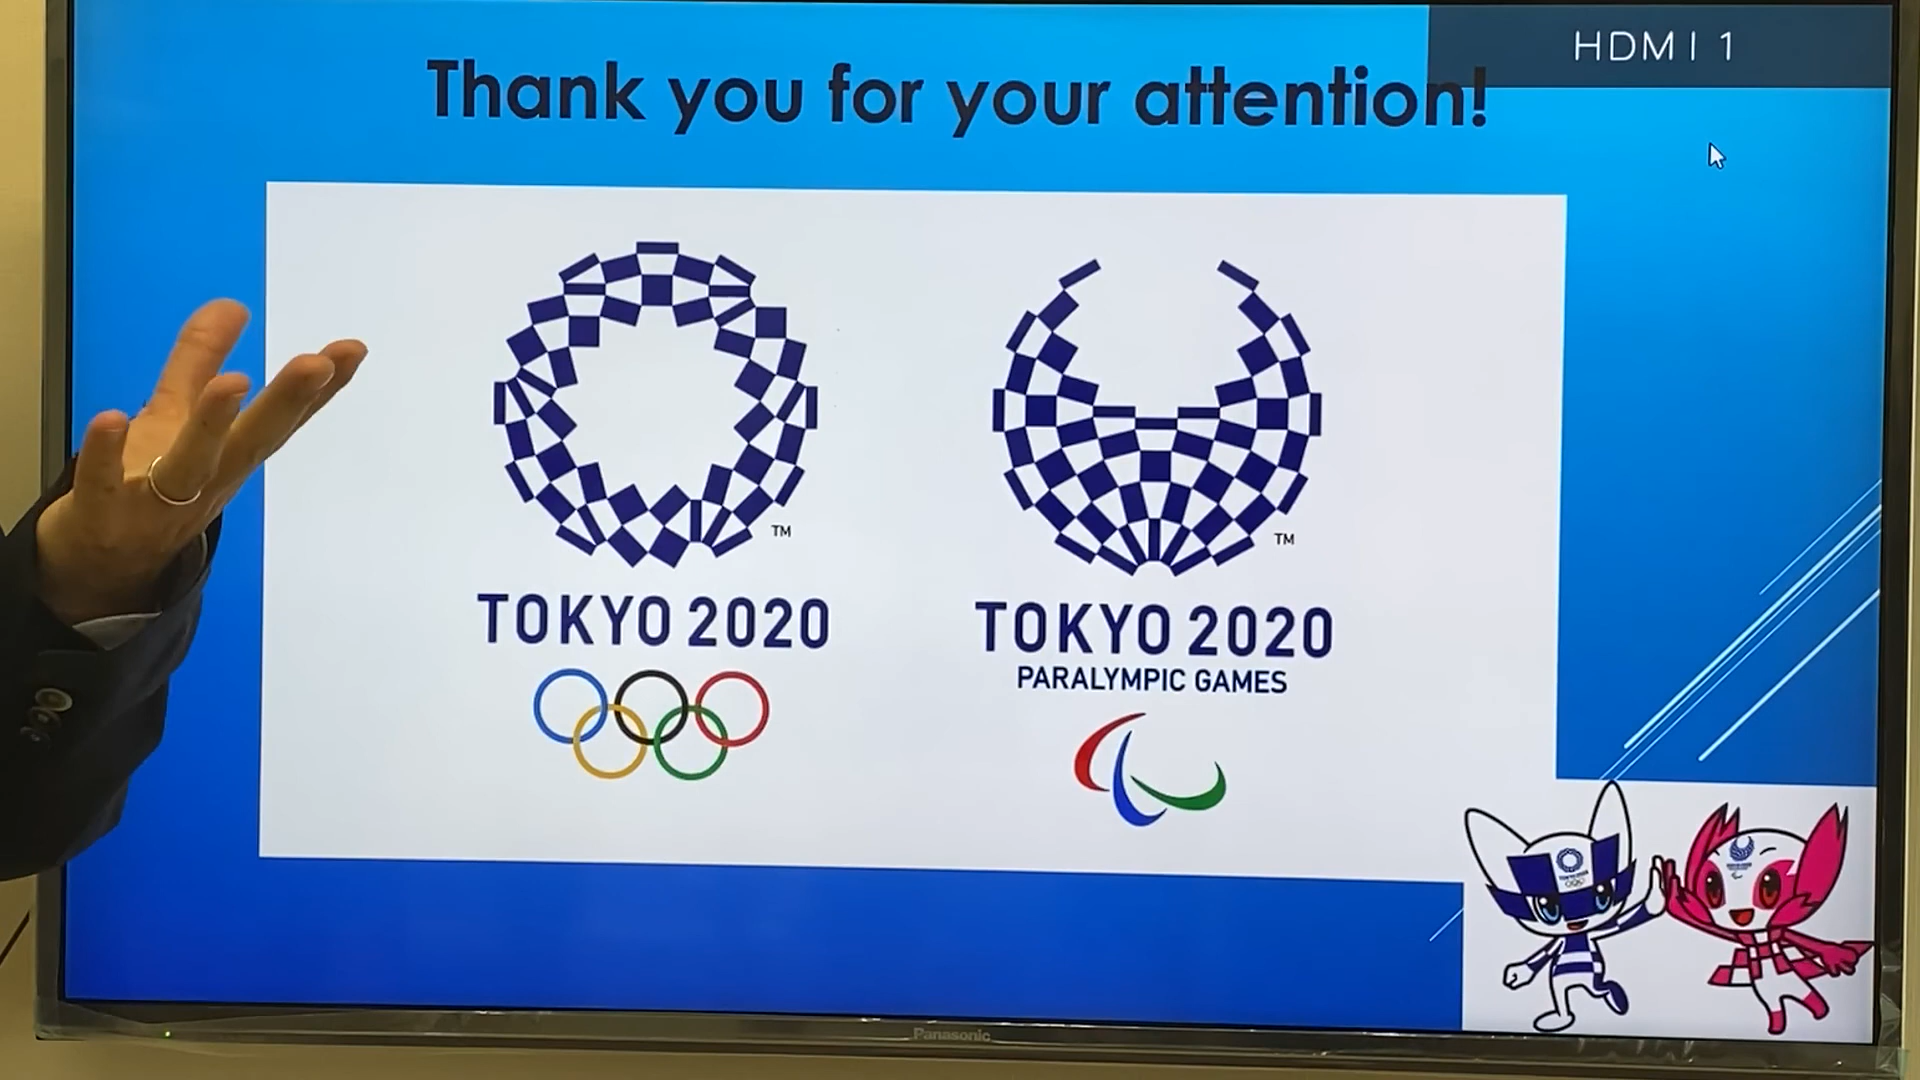 HDMI 1
Thank you for your attention!
TM
TM
TOKYO 2020
TOKYO 2020
PARALYMPIC GAMES
Panasonic